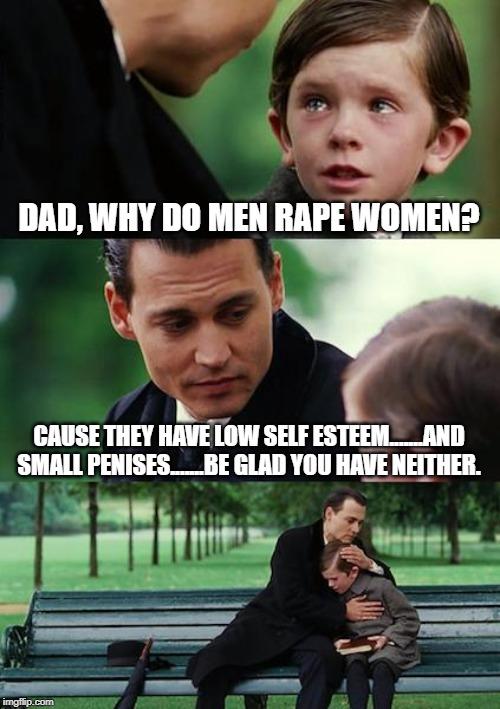 DAD, WHY DO MEN RAPE WOMEN?
CAUSE THEY HAVE LOW SELF ESTEEM.......AND
SMALL PENISES.......BE GLAD YOU HAVE NEITHER.
imgflip.com